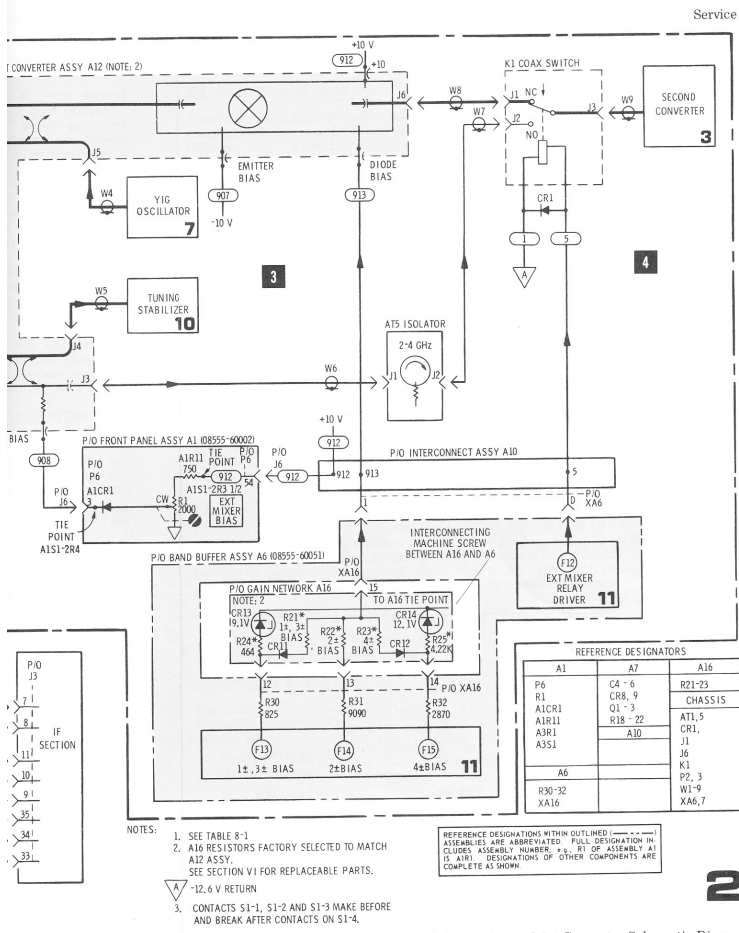 Service
T CONVERTER ASSY A12 (NOTE: 2)
+10 V
912
+10
K1 COAX SWITCH
J6
W8
W7
J1 NC
J2
NO
J3
W9
SECOND
CONVERTER
3
J5
EMITTER
BIAS
907
-10 V
DIODE
BIAS
913
W4
YIG
OSCILLATOR
7
CR1
1
5
A
3
4
W5
TUNING
STABILIZER
10
J4
AT5 ISOLATOR
2-4 GHz
J1
J2
J3
W6
BIAS
908
+10 V
912
P/O FRONT PANEL ASSY A1 (08555-60002)
P/O
P6
A1R11
750
TIE
POINT
P/O
P6
P/O
J6
912
54
912
912
913
P/O INTERCONNECT ASSY A10
5
A1S1-2R3 1/2
EXT
MIXER
BIAS
P/O
J6
3
A1CR1
CW
R1
2000
TIE
POINT
A1S1-2R4
1
D
P/O
XA6
INTERCONNECTING
MACHINE SCREW
BETWEEN A16 AND A6
P/O BAND BUFFER ASSY A6 (08555-60051)
P/O
XA16
15
F12
EXT MIXER
RELAY
DRIVER
11
P/O GAIN NETWORK A16
NOTE: 2
TO A16 TIE POINT
CR13
9,1V
R21*
1±, 3±
BIAS
R22*
2±
BIAS
R23*
4±
BIAS
CR14
12,1V
R24*
464
CR11
CR12
R25*
4,22K
12
13
14
P/O XA16
R30
825
R31
9090
R32
2870
F13
F14
F15
1±,3± BIAS
2±BIAS
4±BIAS
11
P/O
J3
7
8
11
10
9
35
34
33
IF
SECTION
REFERENCE DESIGNATORS
A1
A7
A16
P6
R1
A1CR1
A1R11
A3R1
A3S1
C4 - 6
CR8, 9
Q1 - 3
R18 - 22
A10
R21-23
CHASSIS
AT1,5
CR1,
J1
J6
K1
P2, 3
W1-9
XA6,7
A6
R30-32
XA16
NOTES:
1. SEE TABLE 8-1
2. A16 RESISTORS FACTORY SELECTED TO MATCH
A12 ASSY.
SEE SECTION VI FOR REPLACEABLE PARTS.
A -12.6 V RETURN
3. CONTACTS S1-1, S1-2 AND S1-3 MAKE BEFORE
AND BREAK AFTER CONTACTS ON S1-4.
REFERENCE DESIGNATIONS WITHIN OUTLINED (— - - —)
ASSEMBLIES ARE ABBREVIATED. FULL DESIGNATION IN-
CLUDES ASSEMBLY NUMBER; e.g., R1 OF ASSEMBLY A1
IS A1R1. DESIGNATIONS OF OTHER COMPONENTS ARE
COMPLETE AS SHOWN.
2